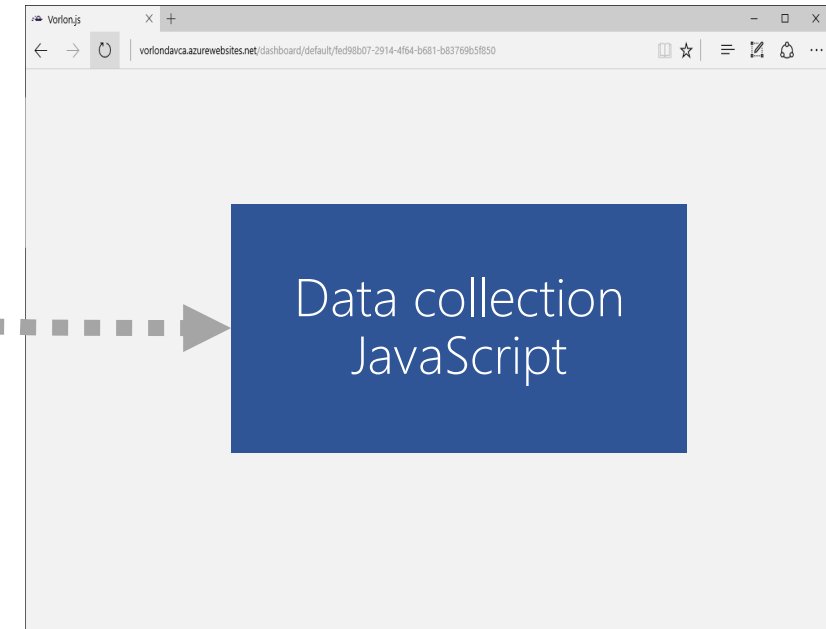 Vorlon.js
vorlondavca.azurewebsites.net/dashboard/default/fed98b07-2914-4f64-b681-b83769b5f850
Data collection
JavaScript